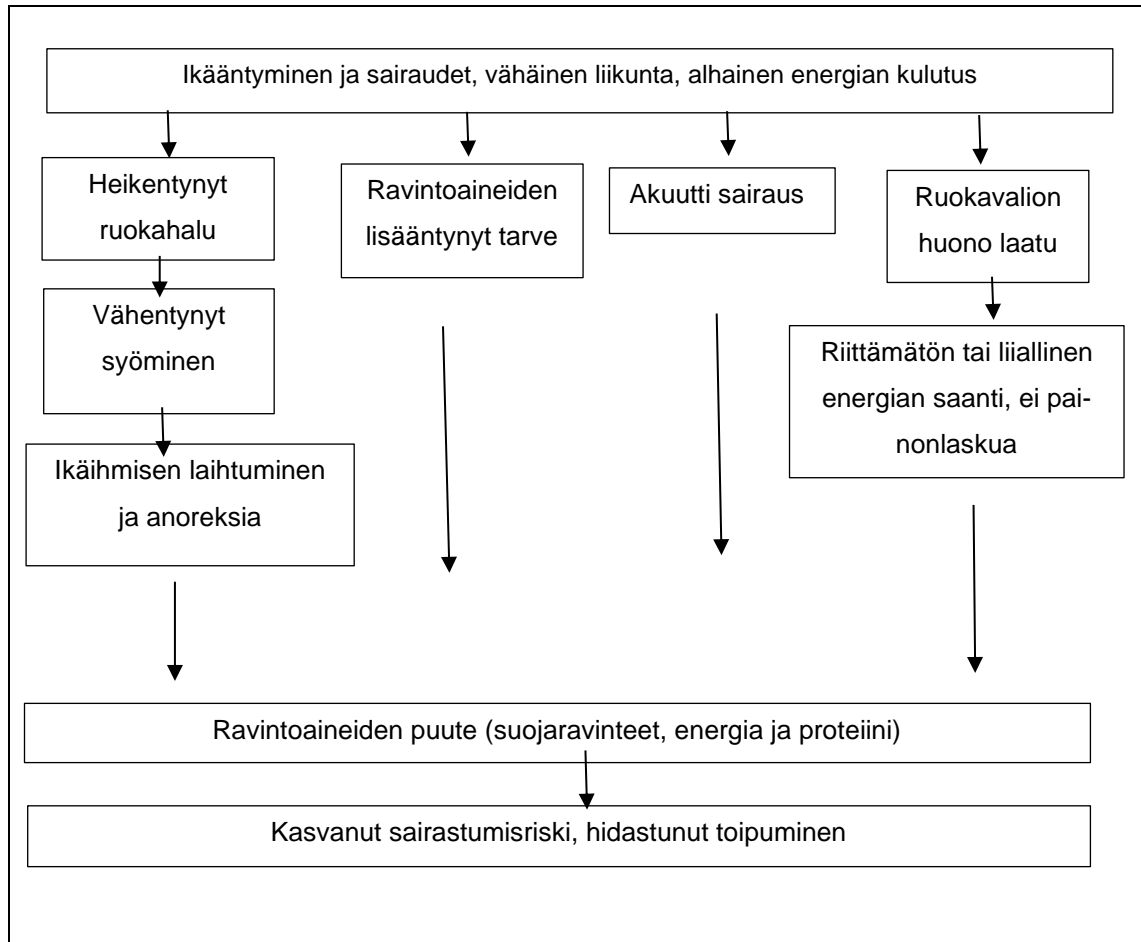 Ikääntyminen ja sairaudet, vähäinen liikunta, alhainen energian kulutus
Heikentynyt
ruokahalu
Vähentynyt
syöminen
Ikäihmisen laihtuminen
ja anoreksia
Ravintoaineiden
lisääntynyt tarve
Akuutti sairaus
Ruokavalion
huono laatu
Riittämätön tai liiallinen
energian saanti, ei pai-
nonlaskua
Ravintoaineiden puute (suojaravinteet, energia ja proteiini)
Kasvanut sairastumisriski, hidastunut toipuminen